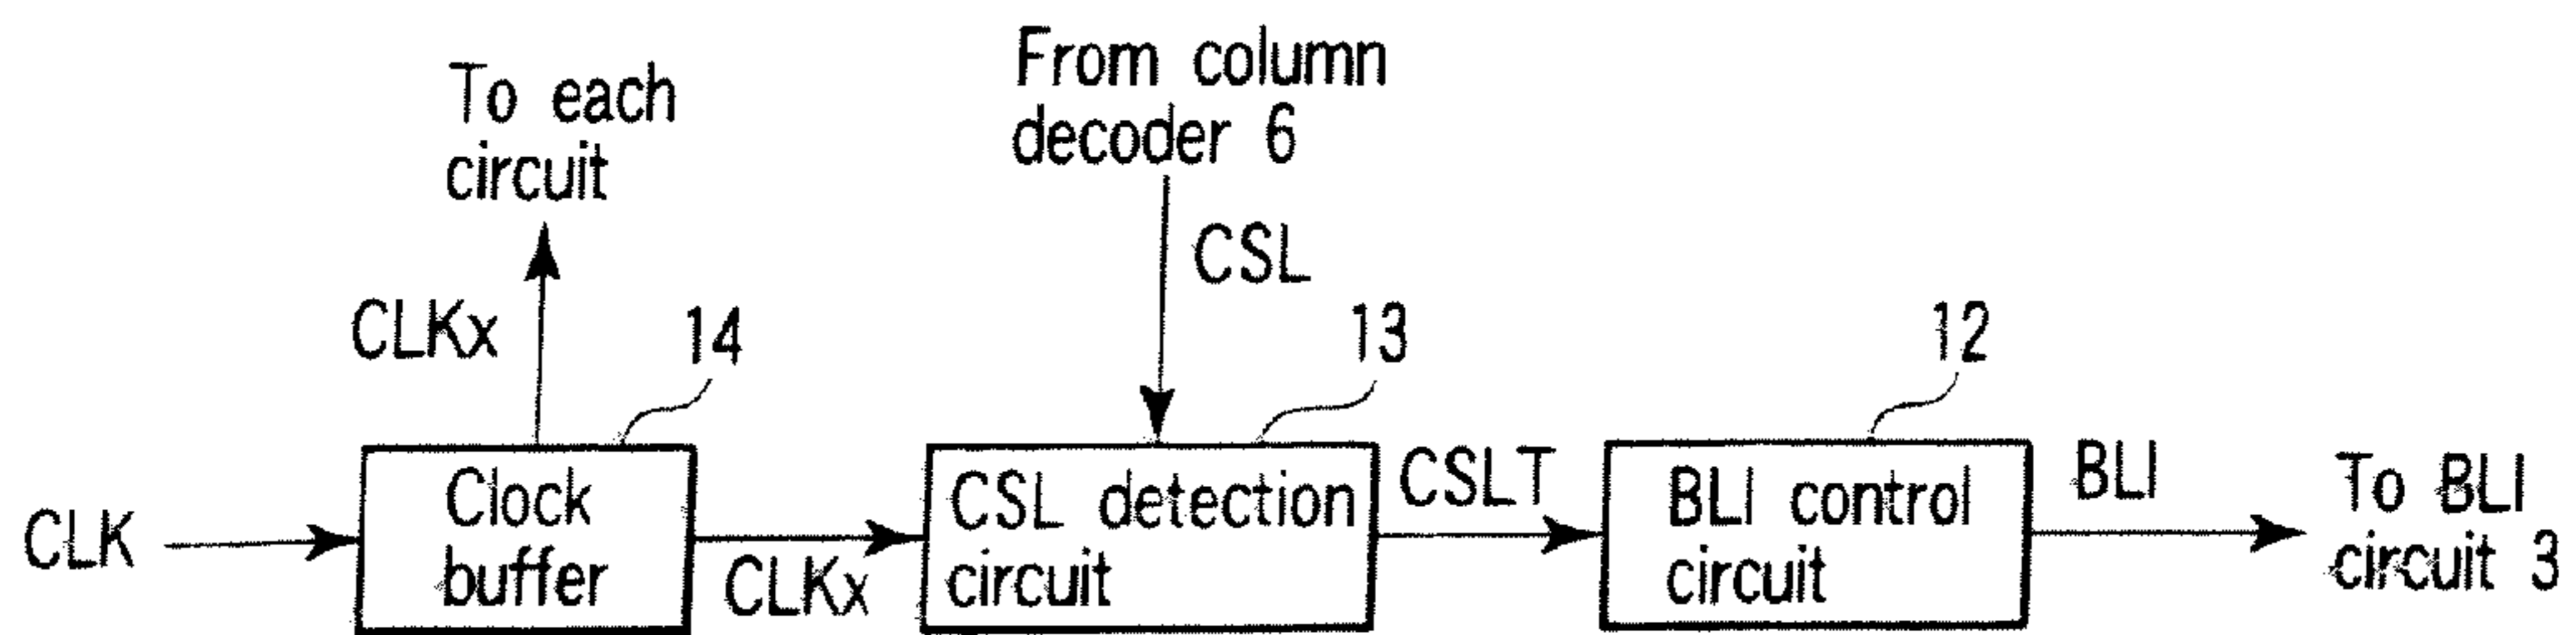 To each
circuit
From column
decoder 6
CSL
CLKx
14
13
12
CLK
Clock
buffer
CLKx
CSL detection
circuit
CSLT
BLI control
circuit
BLI
To BLI
circuit 3